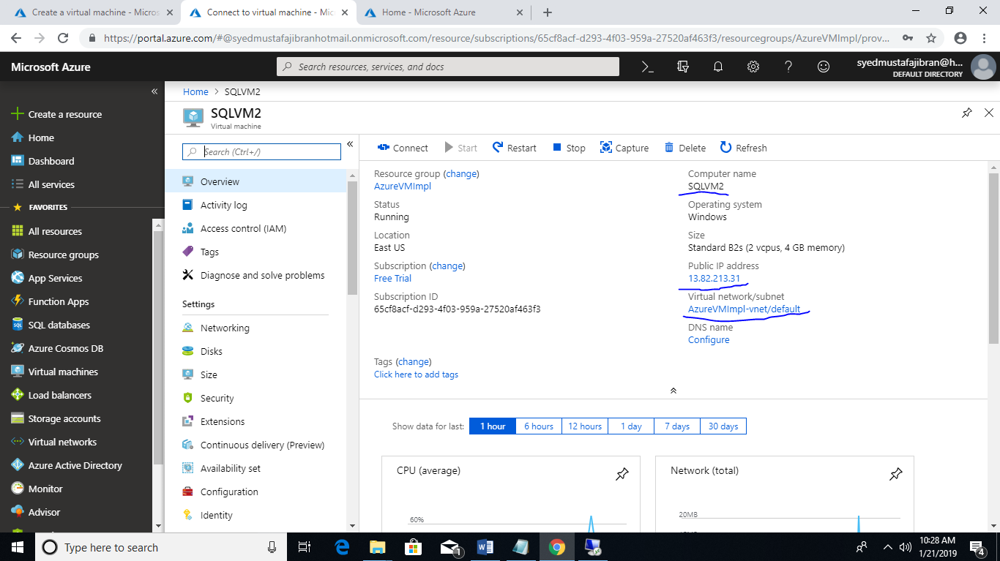 Create a virtual machine - Micros
Connect to virtual machine - Mic
Home - Microsoft Azure
https://portal.azure.com/#@syedmustafajibranhotmail.onmicrosoft.com/resource/subscriptions/65cf8acf-d293-4f03-959a-27520af463f3/resourcegroups/AzureVMImpl/prov...
Microsoft Azure
Search resources, services, and docs
syedmustafajibran@h...
DEFAULT DIRECTORY
Create a resource
Home
Dashboard
All services
FAVORITES
All resources
Resource groups
App Services
Function Apps
SQL databases
Azure Cosmos DB
Virtual machines
Load balancers
Storage accounts
Virtual networks
Azure Active Directory
Monitor
Advisor
Home > SQLVM2
SQLVM2
Virtual machine
Search (Ctrl+/)
Overview
Activity log
Access control (IAM)
Tags
Diagnose and solve problems
Settings
Networking
Disks
Size
Security
Extensions
Continuous delivery (Preview)
Availability set
Configuration
Identity
Connect Start Restart Stop Capture Delete Refresh
Resource group (change)
AzureVMImpl
Status
Running
Location
East US
Subscription (change)
Free Trial
Subscription ID
65cf8acf-d293-4f03-959a-27520af463f3
Computer name
SQLVM2
Operating system
Windows
Size
Standard B2s (2 vcpus, 4 GB memory)
Public IP address
13.82.213.31
Virtual network/subnet
AzureVMImpl-vnet/default
DNS name
Configure
Tags (change)
Click here to add tags
Show data for last: 1 hour 6 hours 12 hours 1 day 7 days 30 days
CPU (average)
60%
Network (total)
20MB
Type here to search
1
10:28 AM
1/21/2019
4